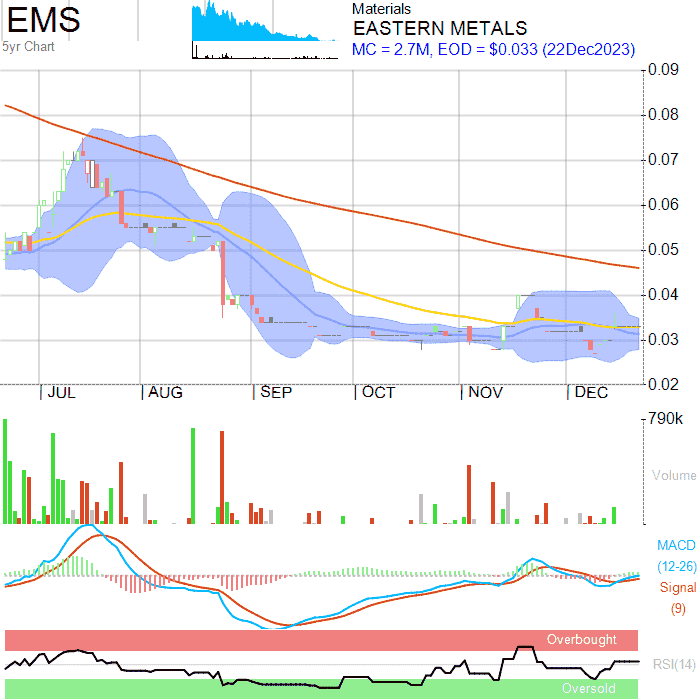 EMS
5yr Chart
Materials
EASTERN METALS
MC = 2.7M, EOD = $0.033 (22Dec2023)
0.09
0.08
0.07
0.06
0.05
0.04
0.03
0.02
JUL AUG SEP OCT NOV DEC
790k
Volume
MACD
(12-26)
Signal
(9)
Overbought
RSI(14)
Oversold